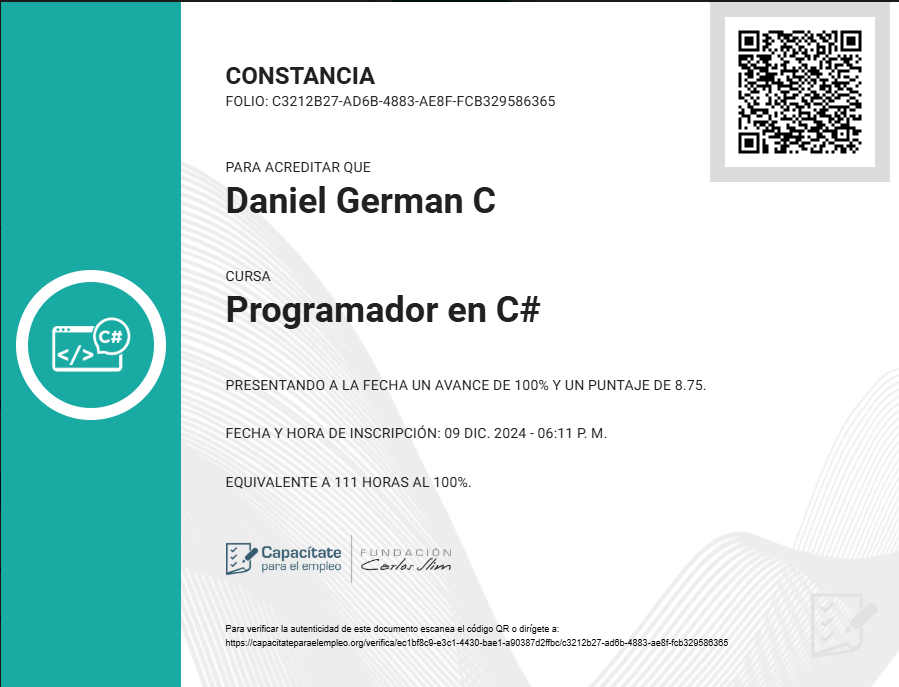 CONSTANCIA
FOLIO: C3212B27-AD6B-4883-AE8F-FCB329586365
PARA ACREDITAR QUE
Daniel German C
CURSA
Programador en C#
C#
</>
PRESENTANDO A LA FECHA UN AVANCE DE 100% Y UN PUNTAJE DE 8.75.
FECHA Y HORA DE INSCRIPCIÓN: 09 DIC. 2024 - 06:11 P. M.
EQUIVALENTE A 111 HORAS AL 100%.
Capacítate
para el empleo
FUNDACIÓN
Carlos Slim
Para verificar la autenticidad de este documento escanea el código QR o dirígete a:
https://capacitateparaelempleo.org/verifica/ec1bf8c9-e3c1-4430-bae1-a90387d2ffbc/c3212b27-ad6b-4883-ae8f-fcb329586365